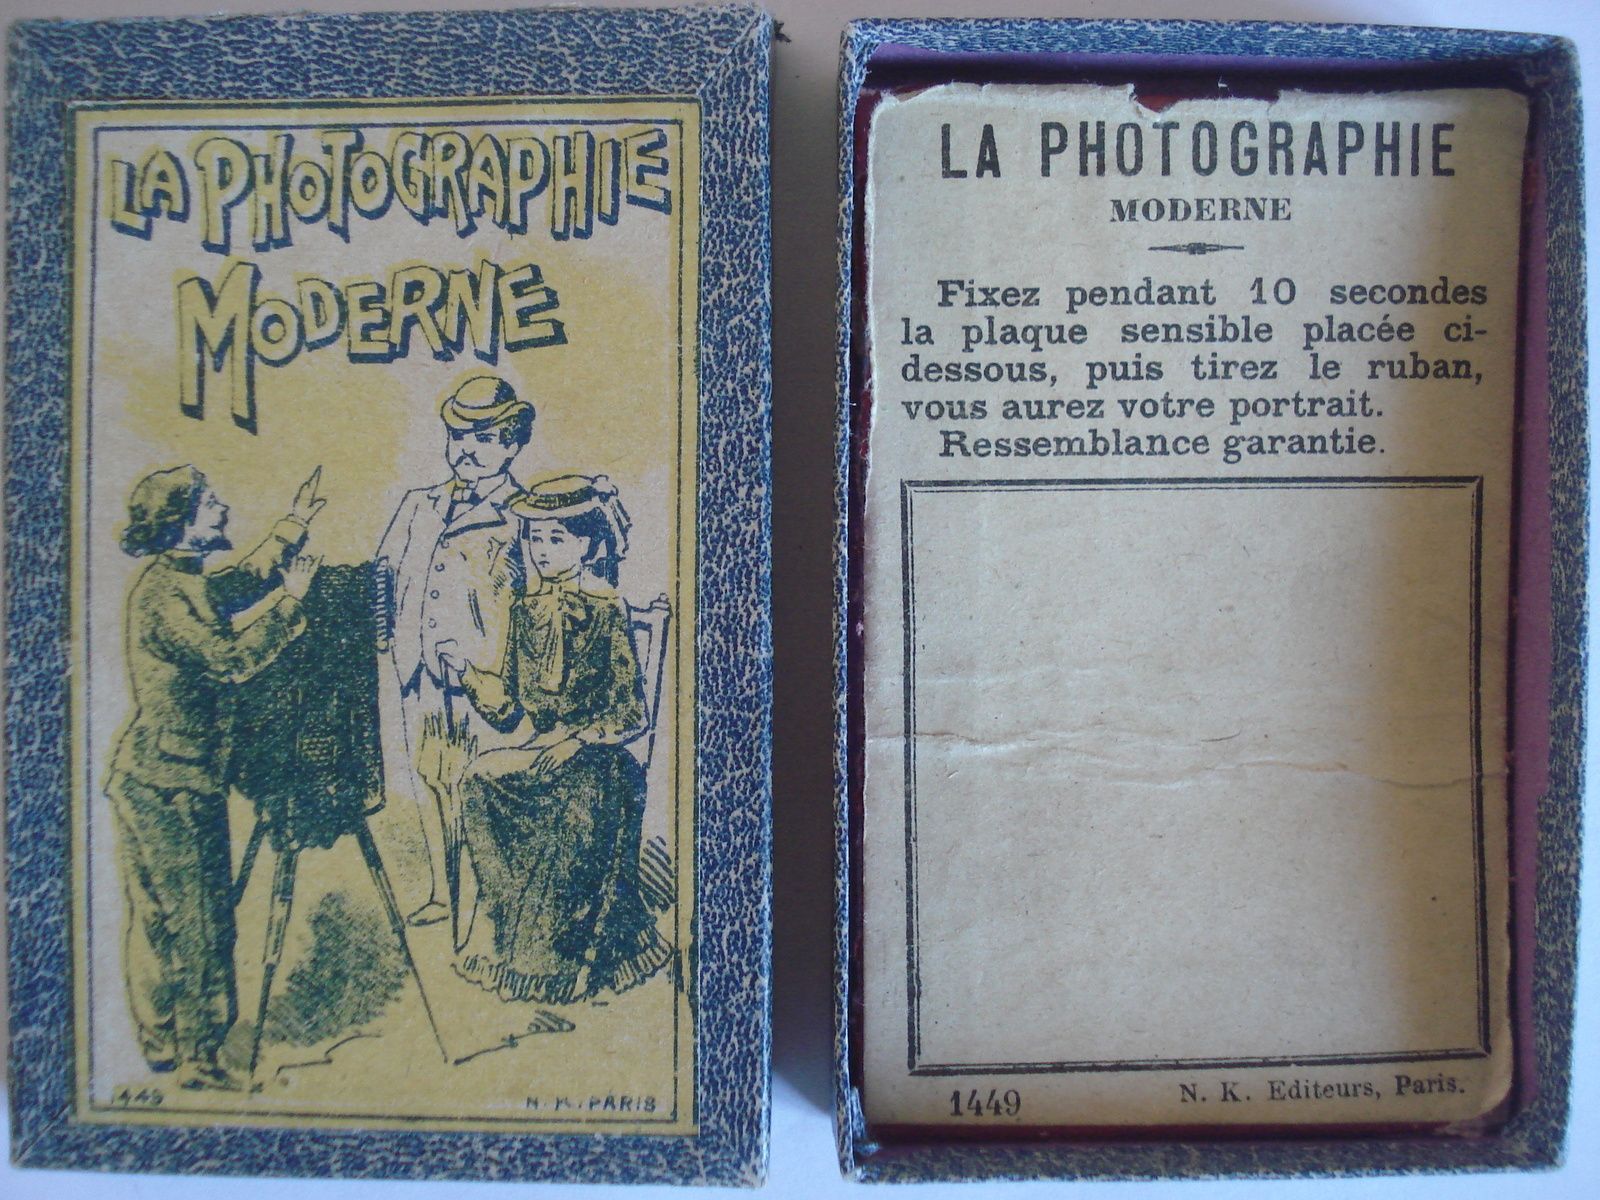 LA PHOTOGRAPHIE
MODERNE
1449
N. K. PARIS
LA PHOTOGRAPHIE
MODERNE
Fixez pendant 10 secondes
la plaque sensible placée ci-
dessous, puis tirez le ruban,
vous aurez votre portrait.
Ressemblance garantie.
1449
N. K. Editeurs, Paris.